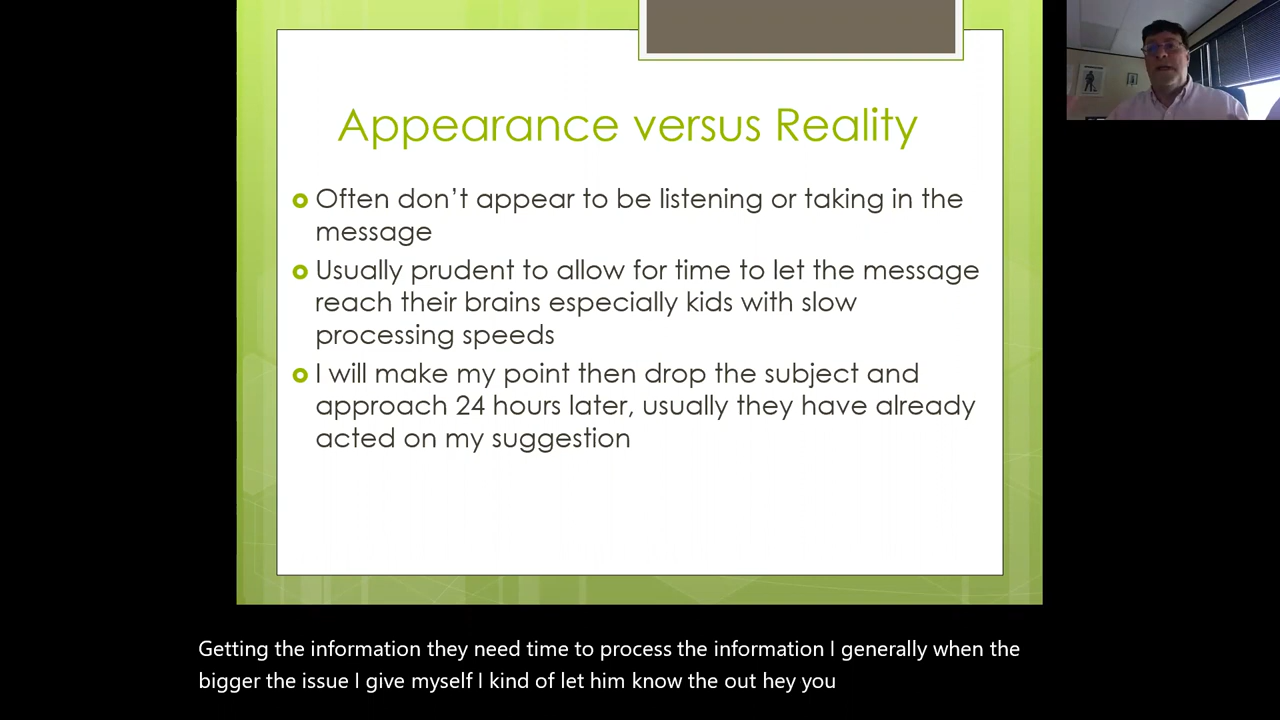 Appearance versus Reality
Often don't appear to be listening or taking in the
message
Usually prudent to allow for time to let the message
reach their brains especially kids with slow
processing speeds
I will make my point then drop the subject and
approach 24 hours later, usually they have already
acted on my suggestion
Getting the information they need time to process the information I generally when the
bigger the issue I give myself I kind of let him know the out hey you